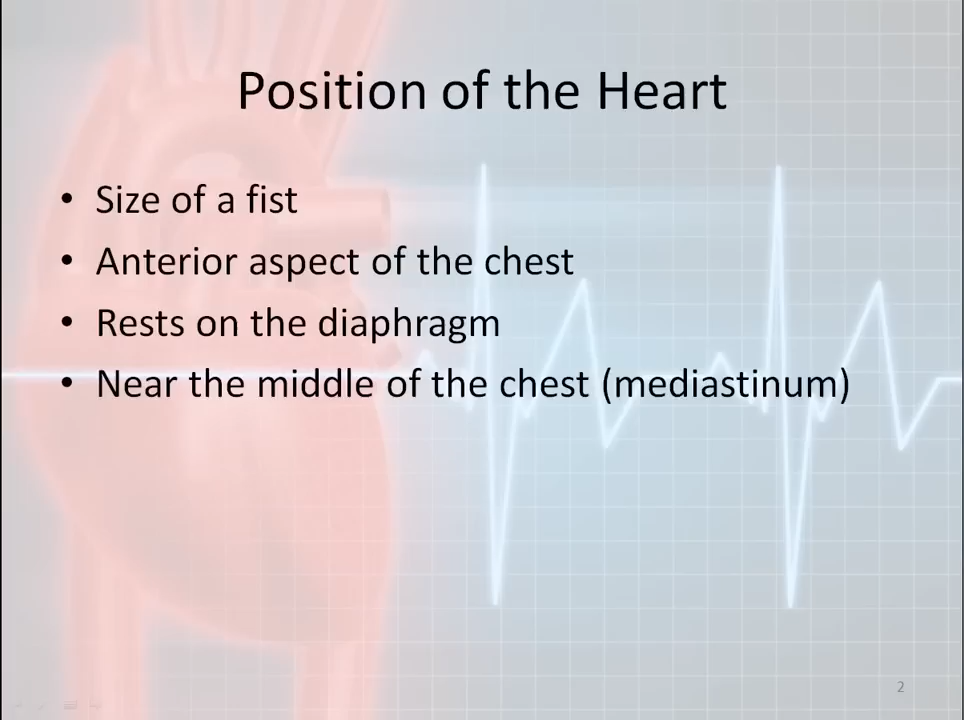 Position of the Heart
• Size of a fist
• Anterior aspect of the chest
• Rests on the diaphragm
• Near the middle of the chest (mediastinum)
2